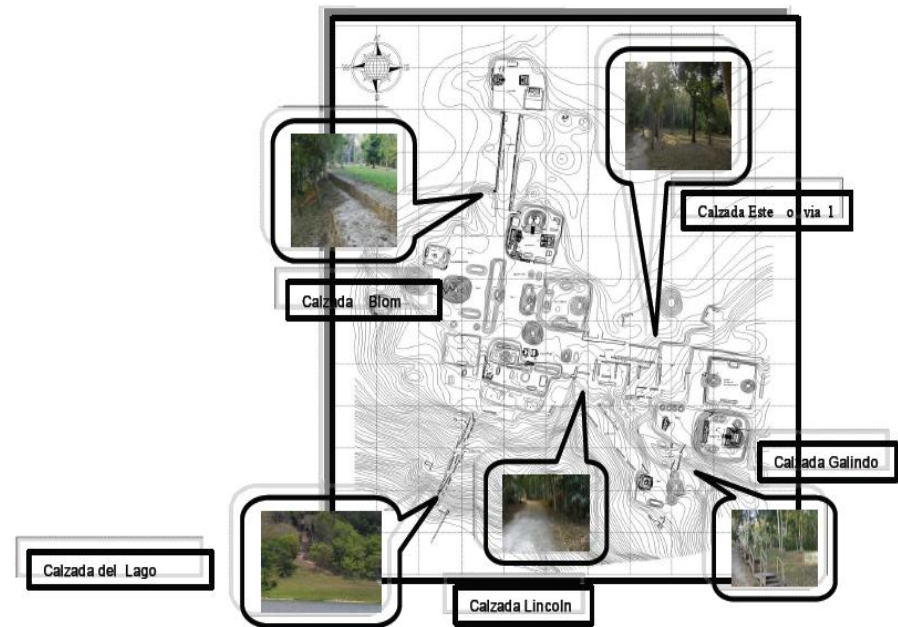 N
S
Calzada Este o via 1
Calzada Blom
Calzada Galindo
Calzada del Lago
Calzada Lincoln